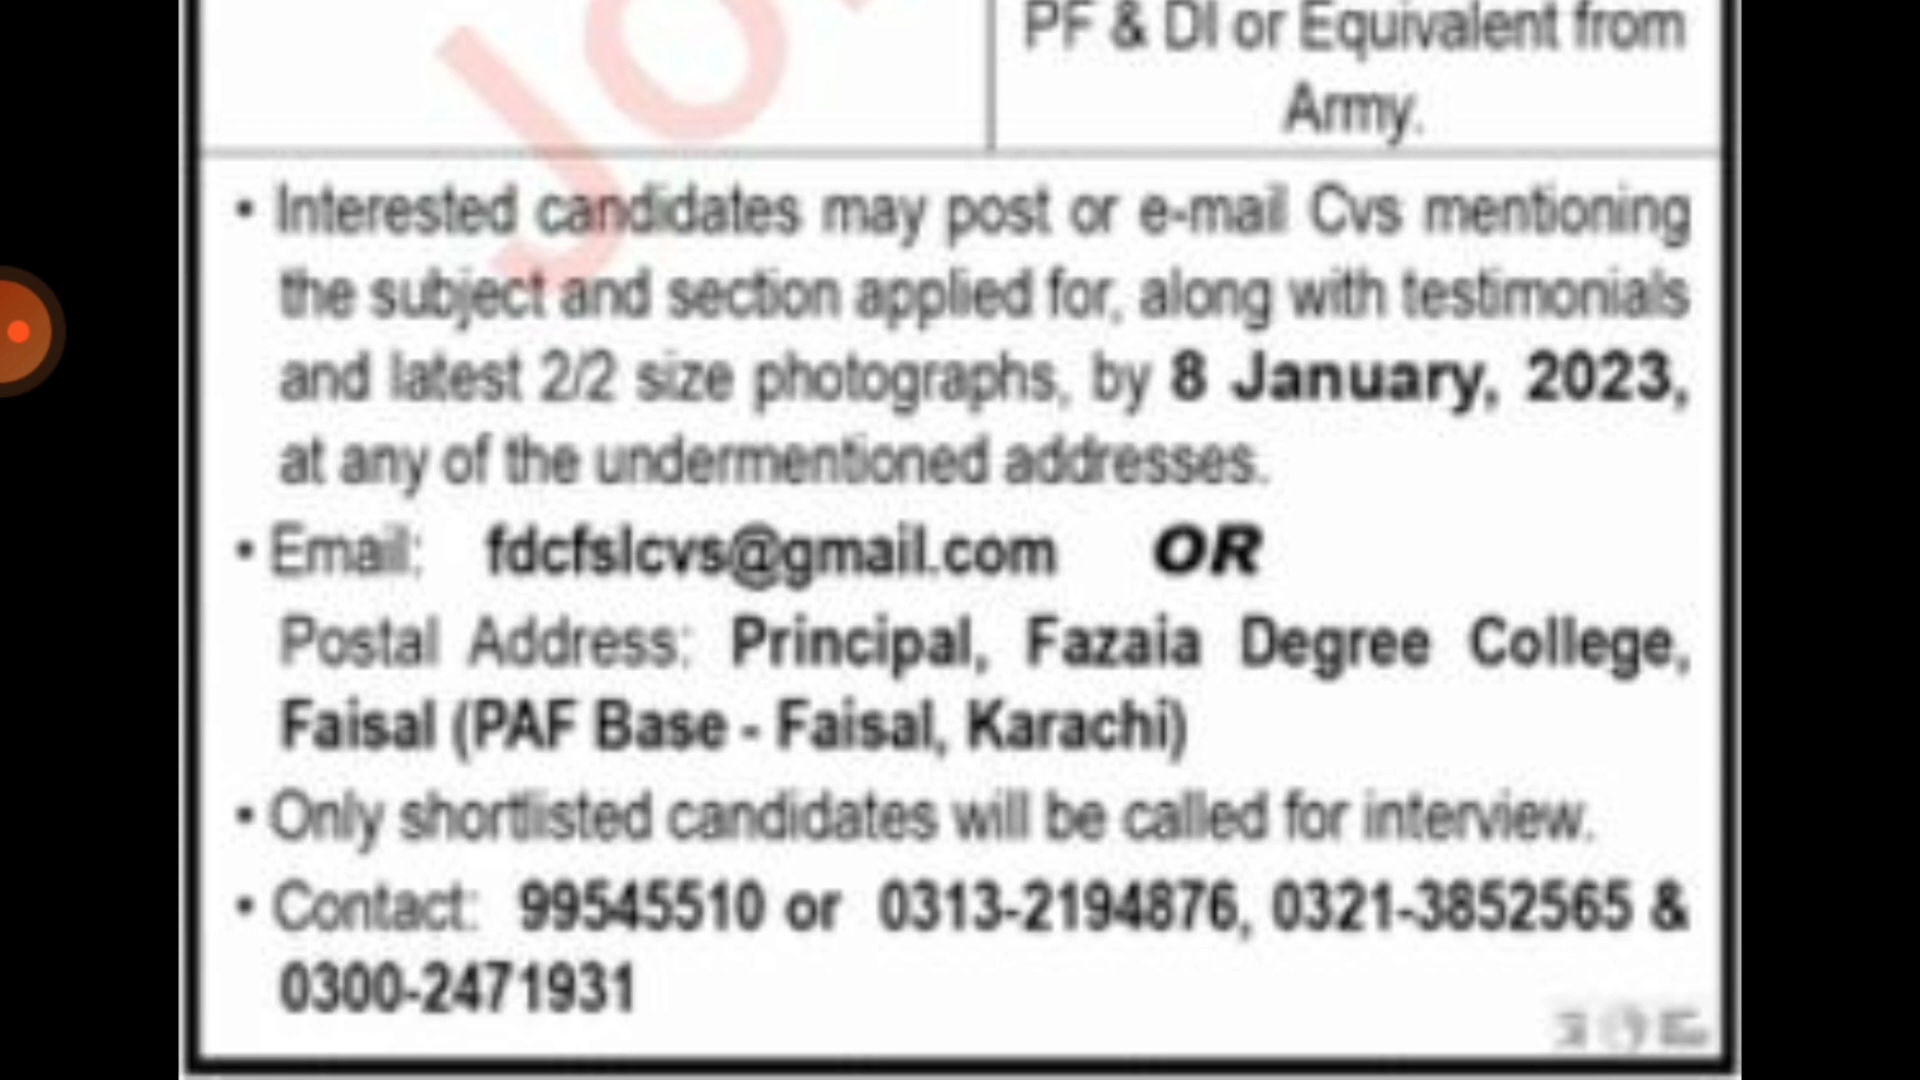 PF & DI or Equivalent from
Army.
• Interested candidates may post or e-mail Cvs mentioning
the subject and section applied for, along with testimonials
and latest 2/2 size photographs, by 8 January, 2023,
at any of the undermentioned addresses.
• Email: fdcfslcvs@gmail.com OR
Postal Address: Principal, Fazaia Degree College,
Faisal (PAF Base - Faisal, Karachi)
• Only shortlisted candidates will be called for interview.
• Contact: 99545510 or 0313-2194876, 0321-3852565 &
0300-2471931